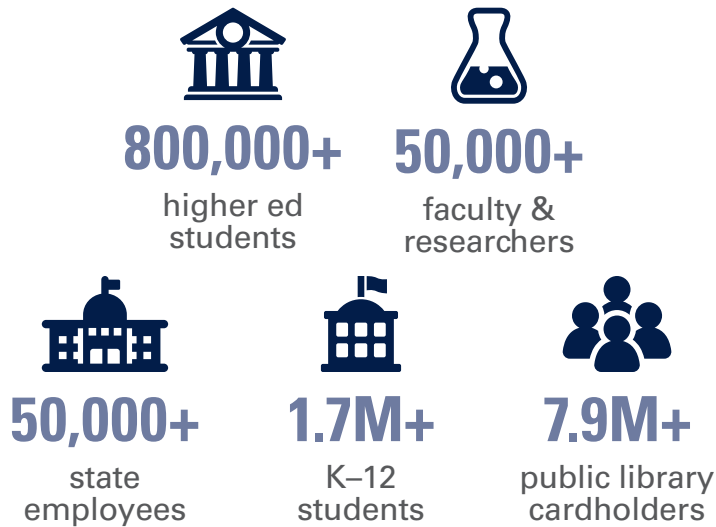 800,000+
higher ed
students
50,000+
faculty &
researchers
50,000+
state
employees
1.7M+
K–12
students
7.9M+
public library
cardholders